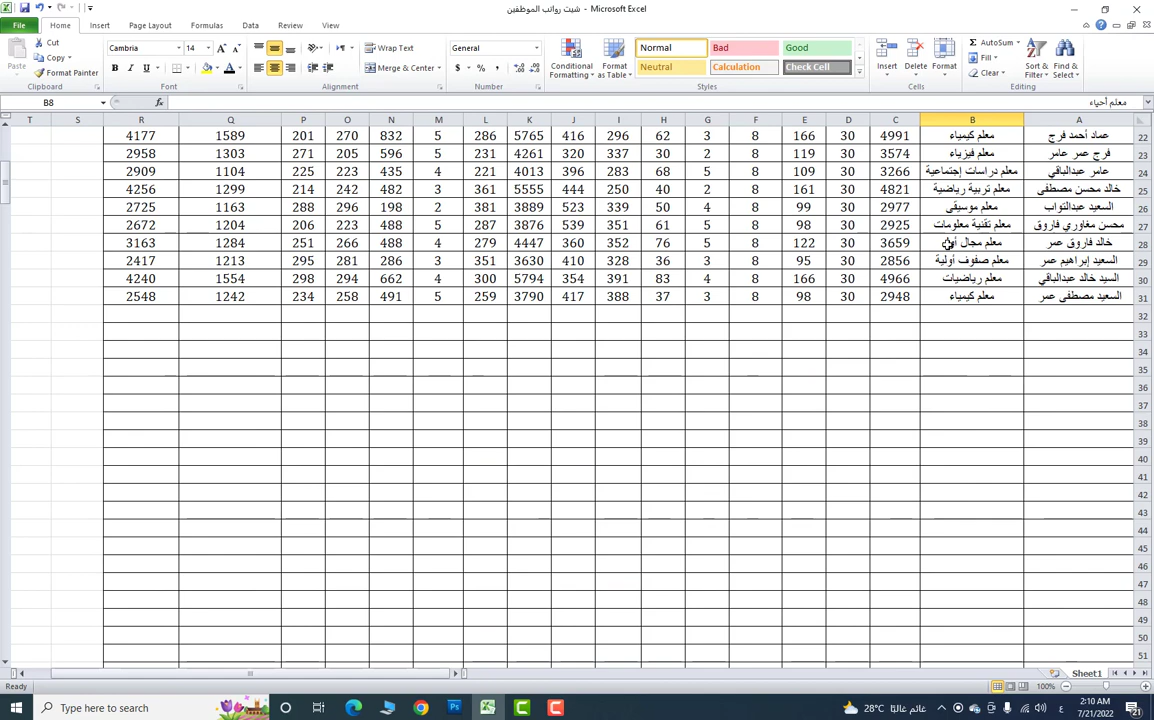 شيت رواتب الموظفين - Microsoft Excel
File Home Insert Page Layout Formulas Data Review View
Cut
Copy
Format Painter
Paste
Clipboard
Cambria 14
B I U
Font
Wrap Text
Merge & Center
Alignment
General
$ % ,
Number
Conditional Formatting
Format as Table
Normal Bad Good
Neutral Calculation Check Cell
Styles
Insert Delete Format
Cells
AutoSum
Fill
Clear
Sort & Filter
Find & Select
Editing
B8 fx معلم أحياء
T S R Q P O N M L K J I H G F E D C B A
4177 1589 201 270 832 5 286 5765 416 296 62 3 8 166 30 4991 معلم كيمياء عماد أحمد فرج 22
2958 1303 271 205 596 5 231 4261 320 337 30 2 8 119 30 3574 معلم فيزياء فرج عمر عامر 23
2909 1104 225 223 435 4 221 4013 396 283 68 5 8 109 30 3266 معلم دراسات إجتماعية عامر عبدالباقي 24
4256 1299 214 242 482 3 361 5555 444 250 40 2 8 161 30 4821 معلم تربية رياضية خالد محسن مصطفى 25
2725 1163 288 296 198 2 381 3889 523 339 50 4 8 99 30 2977 معلم موسيقى السعيد عبدالتواب 26
2672 1204 235 223 488 5 287 3876 539 351 61 5 8 98 30 2925 معلم تقنية معلومات محسن مغاوري فاروق 27
3163 1284 251 266 488 4 279 4447 360 352 76 5 8 122 30 3659 معلم مجال خالد فاروق عمر 28
2417 1213 295 281 286 3 351 3630 410 328 36 3 8 95 30 2856 معلم صفوف أولية السعيد إبراهيم عمر 29
4240 1554 298 294 662 4 300 5794 354 391 83 4 8 166 30 4966 معلم رياضيات السيد خالد عبدالباقي 30
2548 1242 234 258 491 5 259 3790 417 388 37 3 8 98 30 2948 معلم كيمياء السعيد مصطفى عمر 31
32
33
34
35
36
37
38
39
40
41
42
43
44
45
46
47
48
49
50
51
Sheet1
Ready 100%
Type here to search
28°C غائم غالبًا
ع
2:10 AM
7/21/2022
21